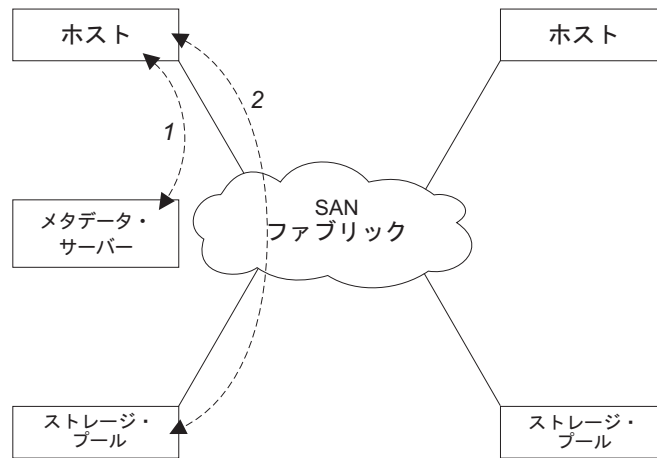 ホスト
ホスト
2
1
メタデータ・
サーバー
SAN
ファブリック
ストレージ・
プール
ストレージ・
プール